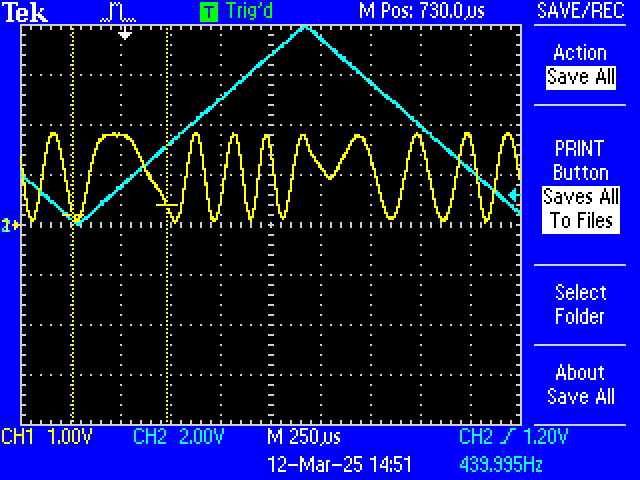 Tek T Trig'd M Pos: 730.0µs SAVE/REC
Action
Save All
PRINT
Button
Saves All
To Files
Select
Folder
About
Save All
CH1 1.00V CH2 2.00V M 250µs CH2 1.20V
12-Mar-25 14:51 439.995Hz